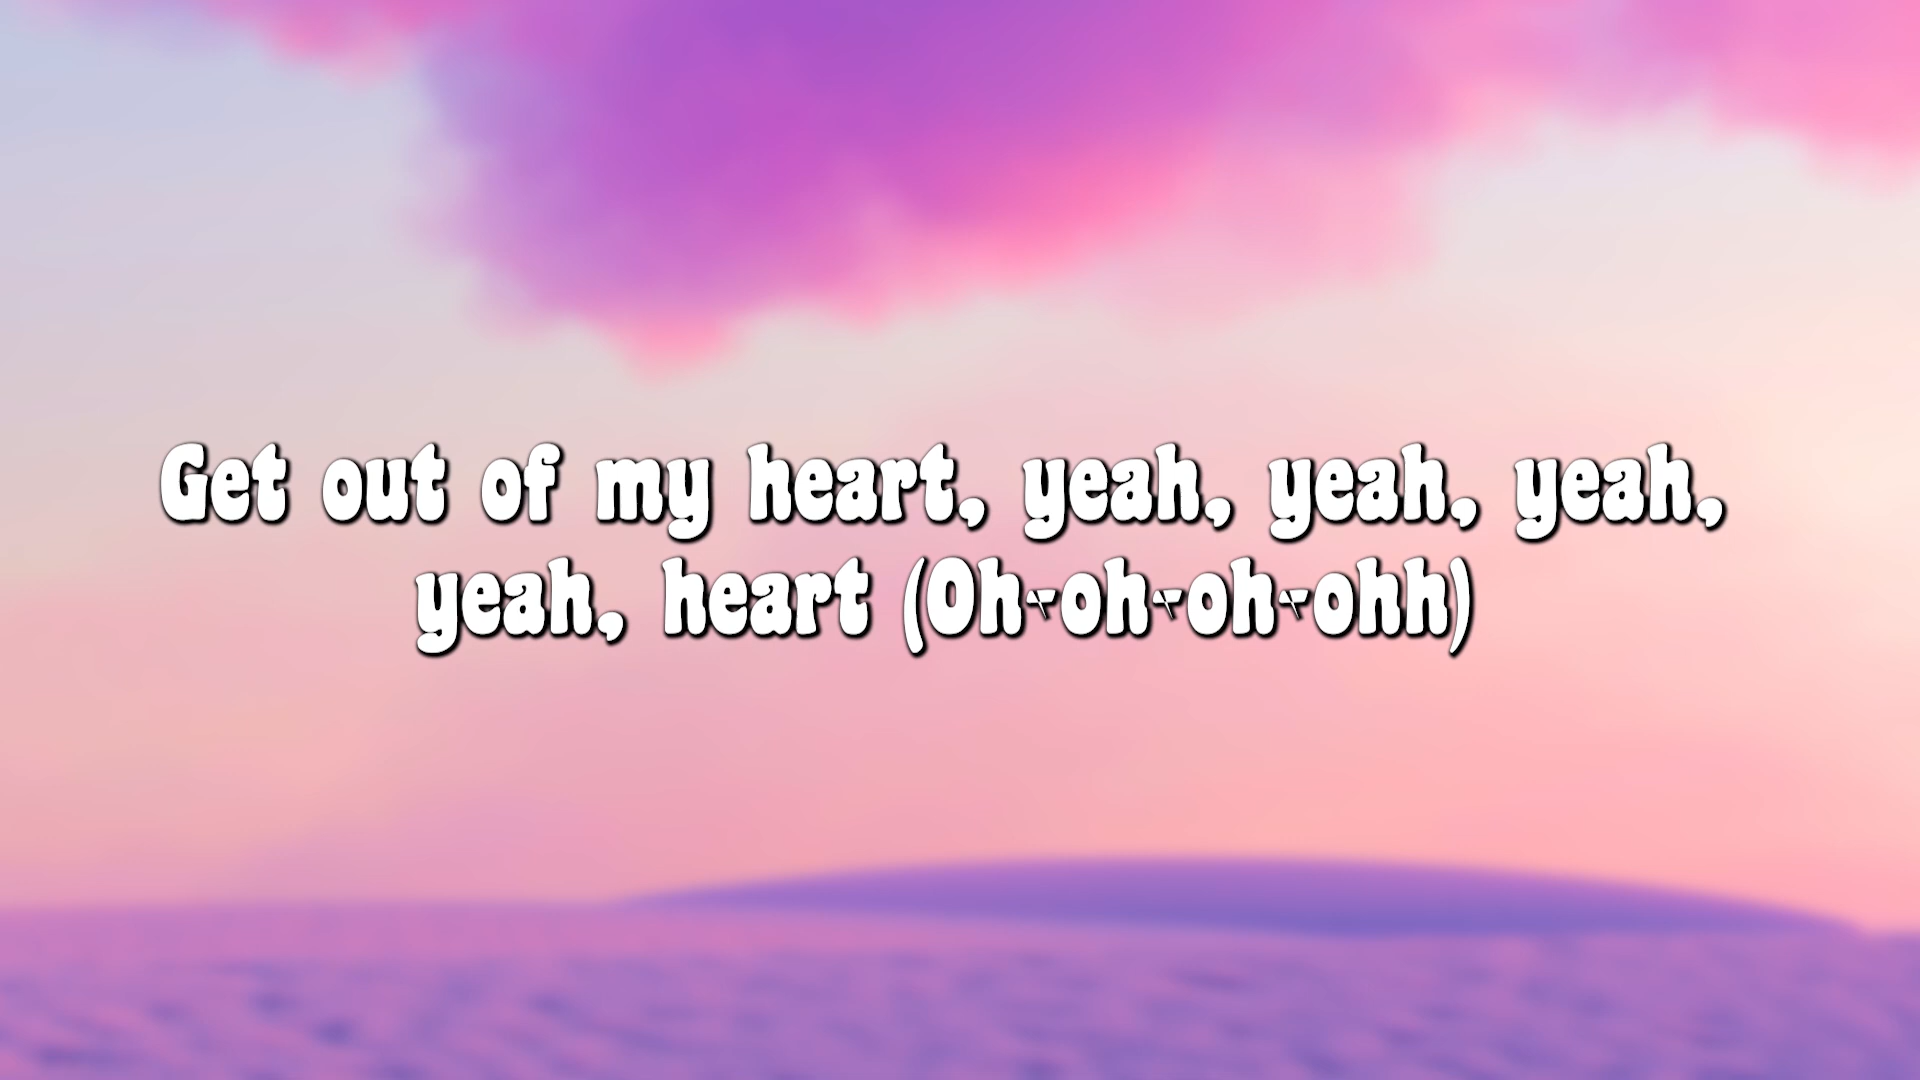 Get out of my heart, yeah, yeah, yeah,
yeah, heart (Oh-oh-oh-ohh)